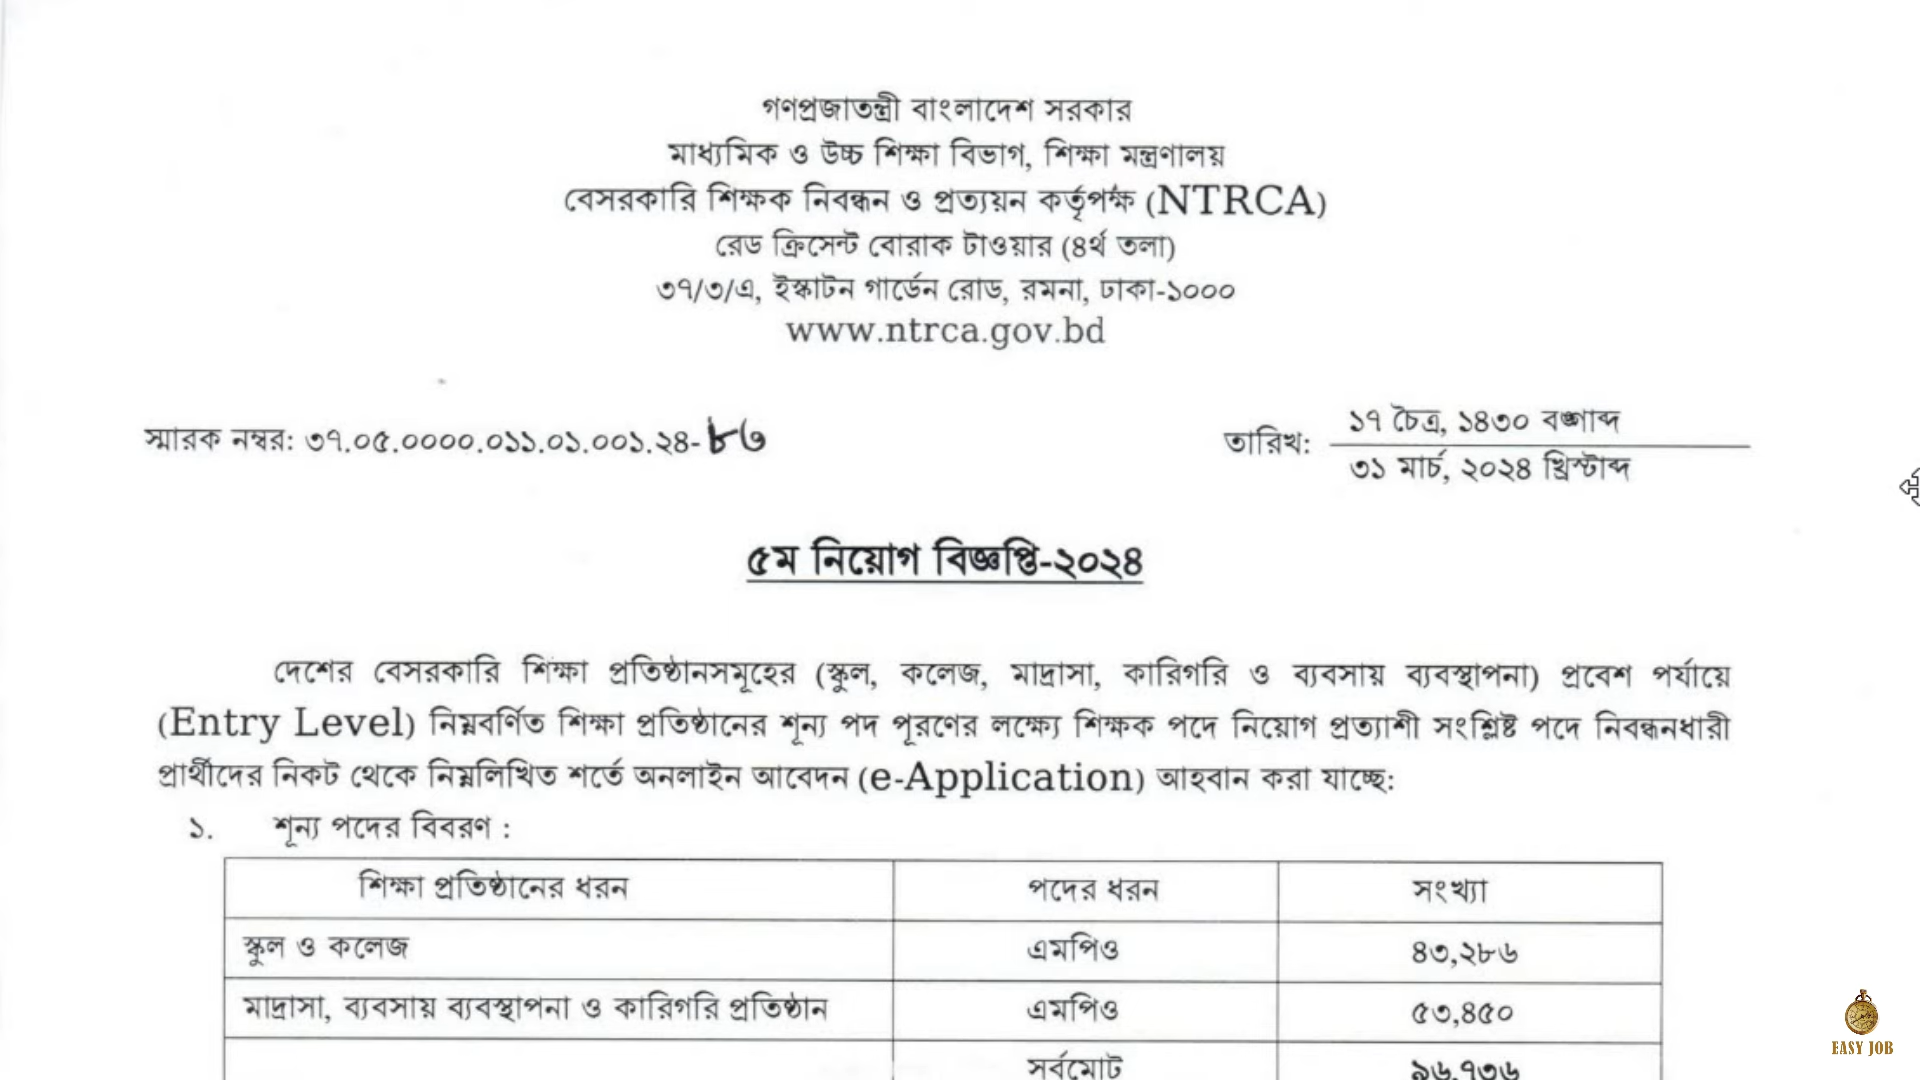 গণপ্রজাতন্ত্রী বাংলাদেশ সরকার
মাধ্যমিক ও উচ্চ শিক্ষা বিভাগ, শিক্ষা মন্ত্রণালয়
বেসরকারি শিক্ষক নিবন্ধন ও প্রত্যয়ন কর্তৃপক্ষ (NTRCA)
রেড ক্রিসেন্ট বোরাক টাওয়ার (৪র্থ তলা)
৩৭/৩/এ, ইস্কাটন গার্ডেন রোড, রমনা, ঢাকা-১০০০
www.ntrca.gov.bd
স্মারক নম্বর: ৩৭.০৫.০০০০.০১১.০১.০০১.২৪-৮৬
তারিখ: ১৭ চৈত্র, ১৪৩০ বঙ্গাব্দ
৩১ মার্চ, ২০২৪ খ্রিস্টাব্দ
৫ম নিয়োগ বিজ্ঞপ্তি-২০২৪
দেশের বেসরকারি শিক্ষা প্রতিষ্ঠানসমূহের (স্কুল, কলেজ, মাদ্রাসা, কারিগরি ও ব্যবসায় ব্যবস্থাপনা) প্রবেশ পর্যায়ে
(Entry Level) নিম্নবর্ণিত শিক্ষা প্রতিষ্ঠানের শূন্য পদ পূরণের লক্ষ্যে শিক্ষক পদে নিয়োগ প্রত্যাশী সংশ্লিষ্ট পদে নিবন্ধনধারী
প্রার্থীদের নিকট থেকে নিম্নলিখিত শর্তে অনলাইন আবেদন (e-Application) আহবান করা যাচ্ছে:
১. শূন্য পদের বিবরণ :
শিক্ষা প্রতিষ্ঠানের ধরন পদের ধরন সংখ্যা
স্কুল ও কলেজ এমপিও ৪৩,২৮৬
মাদ্রাসা, ব্যবসায় ব্যবস্থাপনা ও কারিগরি প্রতিষ্ঠান এমপিও ৫৩,৪৫০
সর্বমোট ৯৬,৭৩৬
EASY JOB